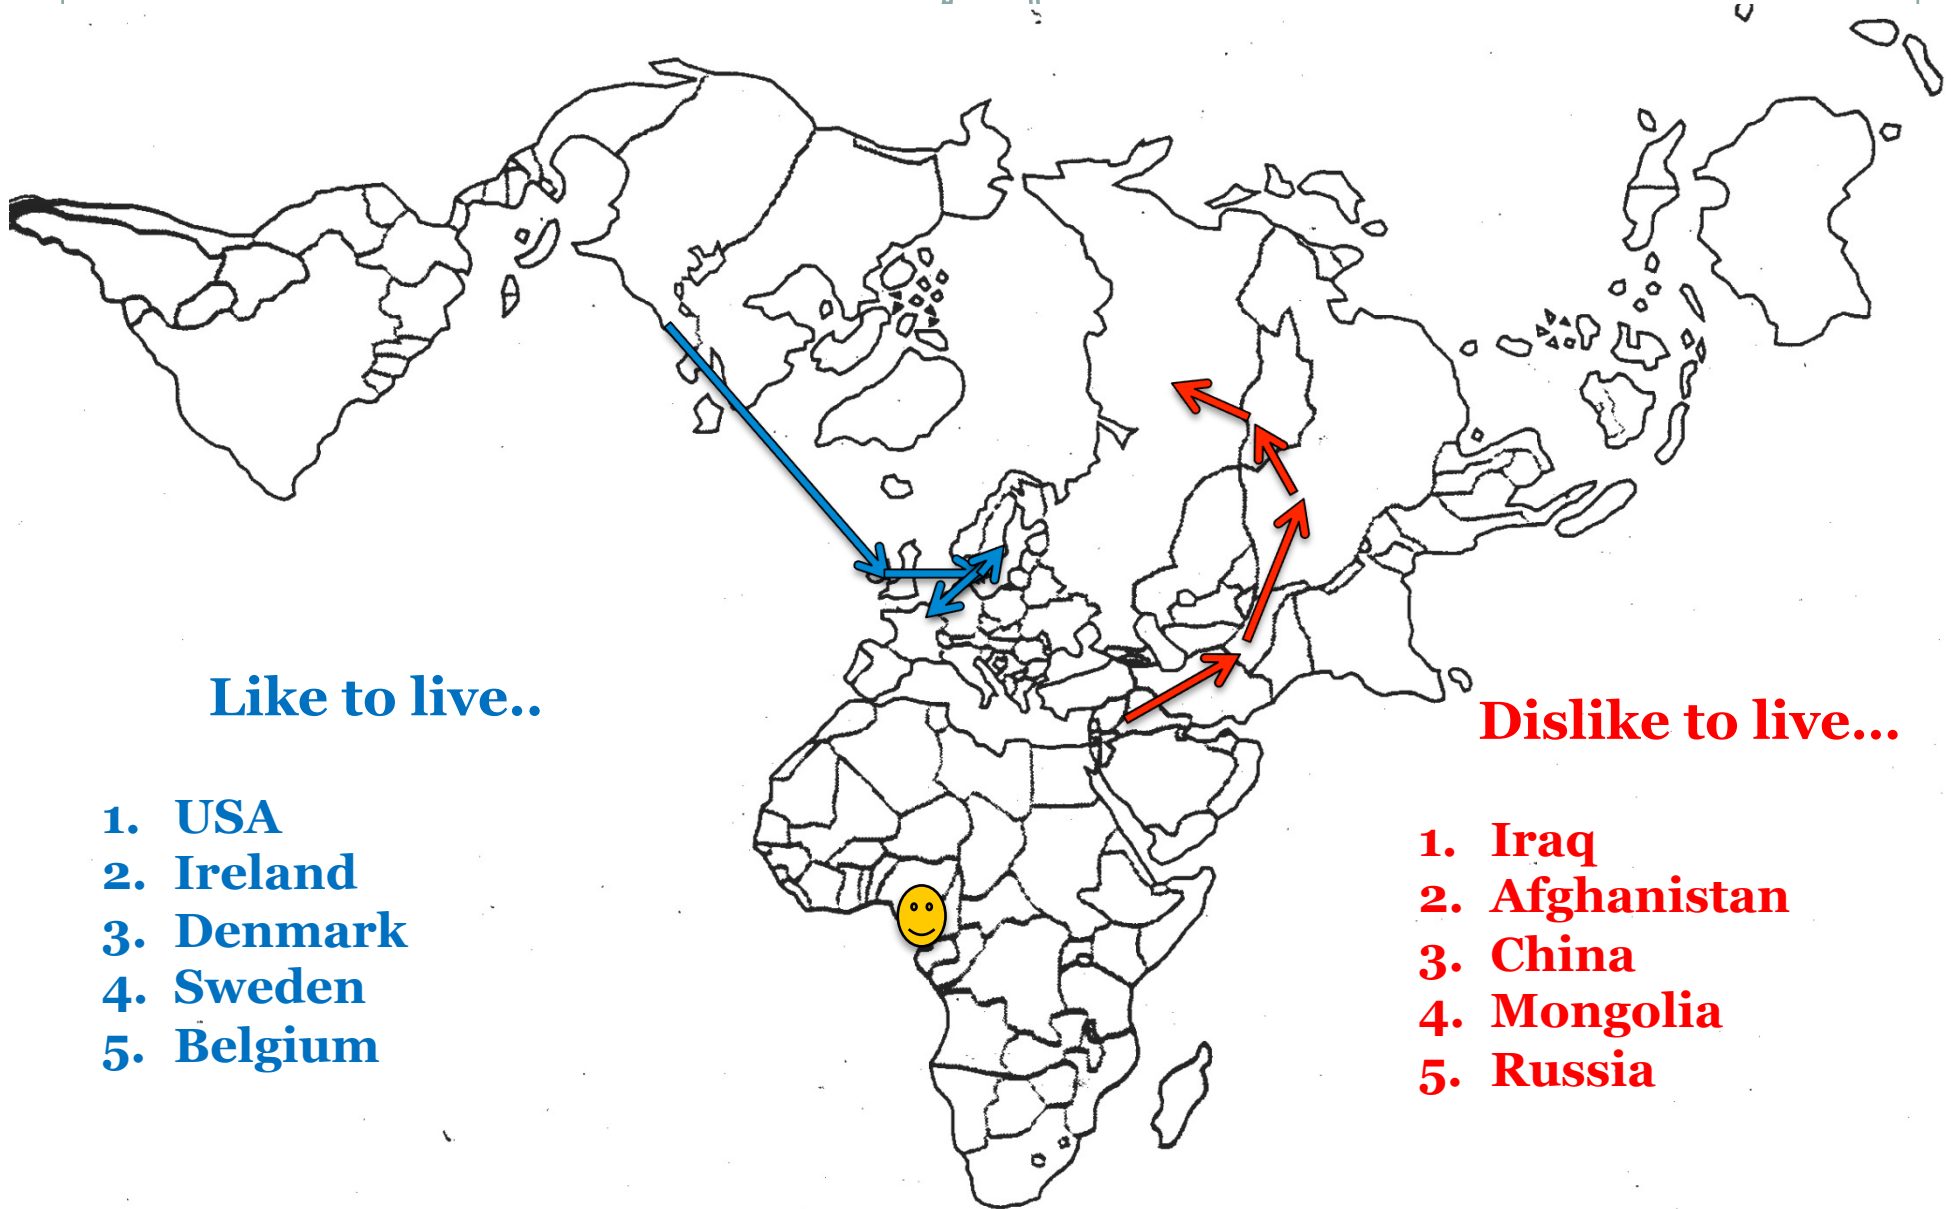 Like to live..
1. USA
2. Ireland
3. Denmark
4. Sweden
5. Belgium
Dislike to live...
1. Iraq
2. Afghanistan
3. China
4. Mongolia
5. Russia